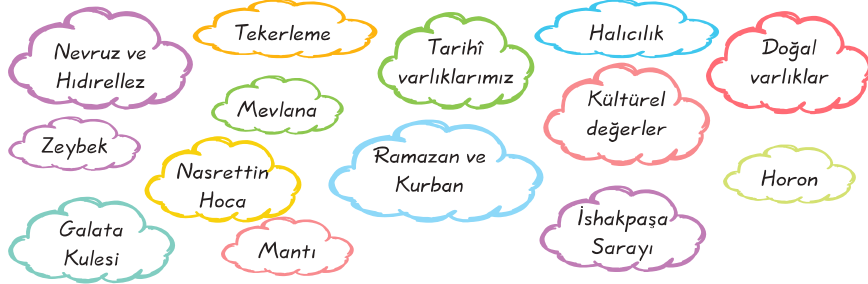 Nevruz ve
Hıdırellez
Tekerleme
Tarihî
varlıklarımız
Halıcılık
Doğal
varlıklar
Mevlana
Kültürel
değerler
Zeybek
Nasrettin
Hoca
Ramazan ve
Kurban
Horon
Galata
Kulesi
Mantı
İshakpaşa
Sarayı